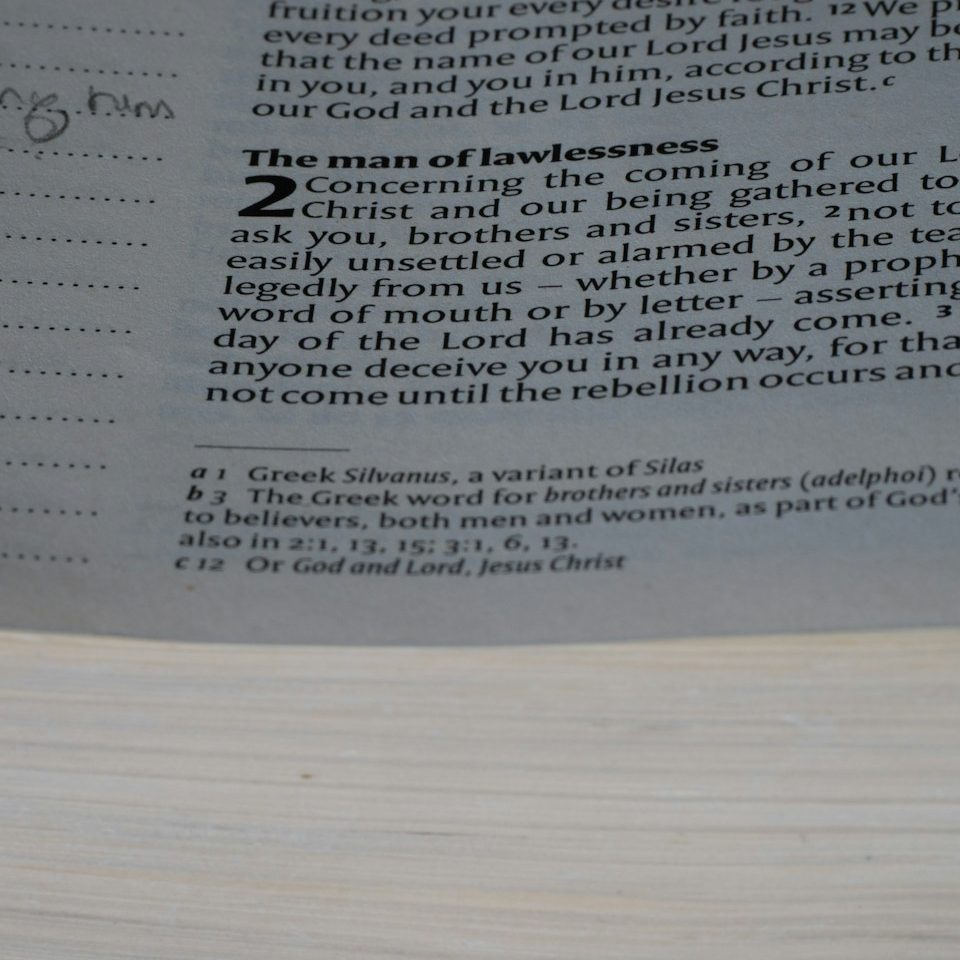 fruition your every desire
every deed prompted by faith. 12 We
that the name of our Lord Jesus may
in you, and you in him, according to
our God and the Lord Jesus Christ.c
him
The man of lawlessness
2 Concerning the coming of our
Christ and our being gathered to
ask you, brothers and sisters, 2 not
easily unsettled or alarmed by the
legedly from us – whether by a
word of mouth or by letter – asserting
day of the Lord has already come. 3
anyone deceive you in any way, for
not come until the rebellion occurs
a 1 Greek Silvanus, a variant of Silas
b 3 The Greek word for brothers and sisters (adelphoi)
to believers, both men and women, as part of God's
also in 2:1, 13, 15; 3:1, 6, 13.
c 12 Or God and Lord, Jesus Christ